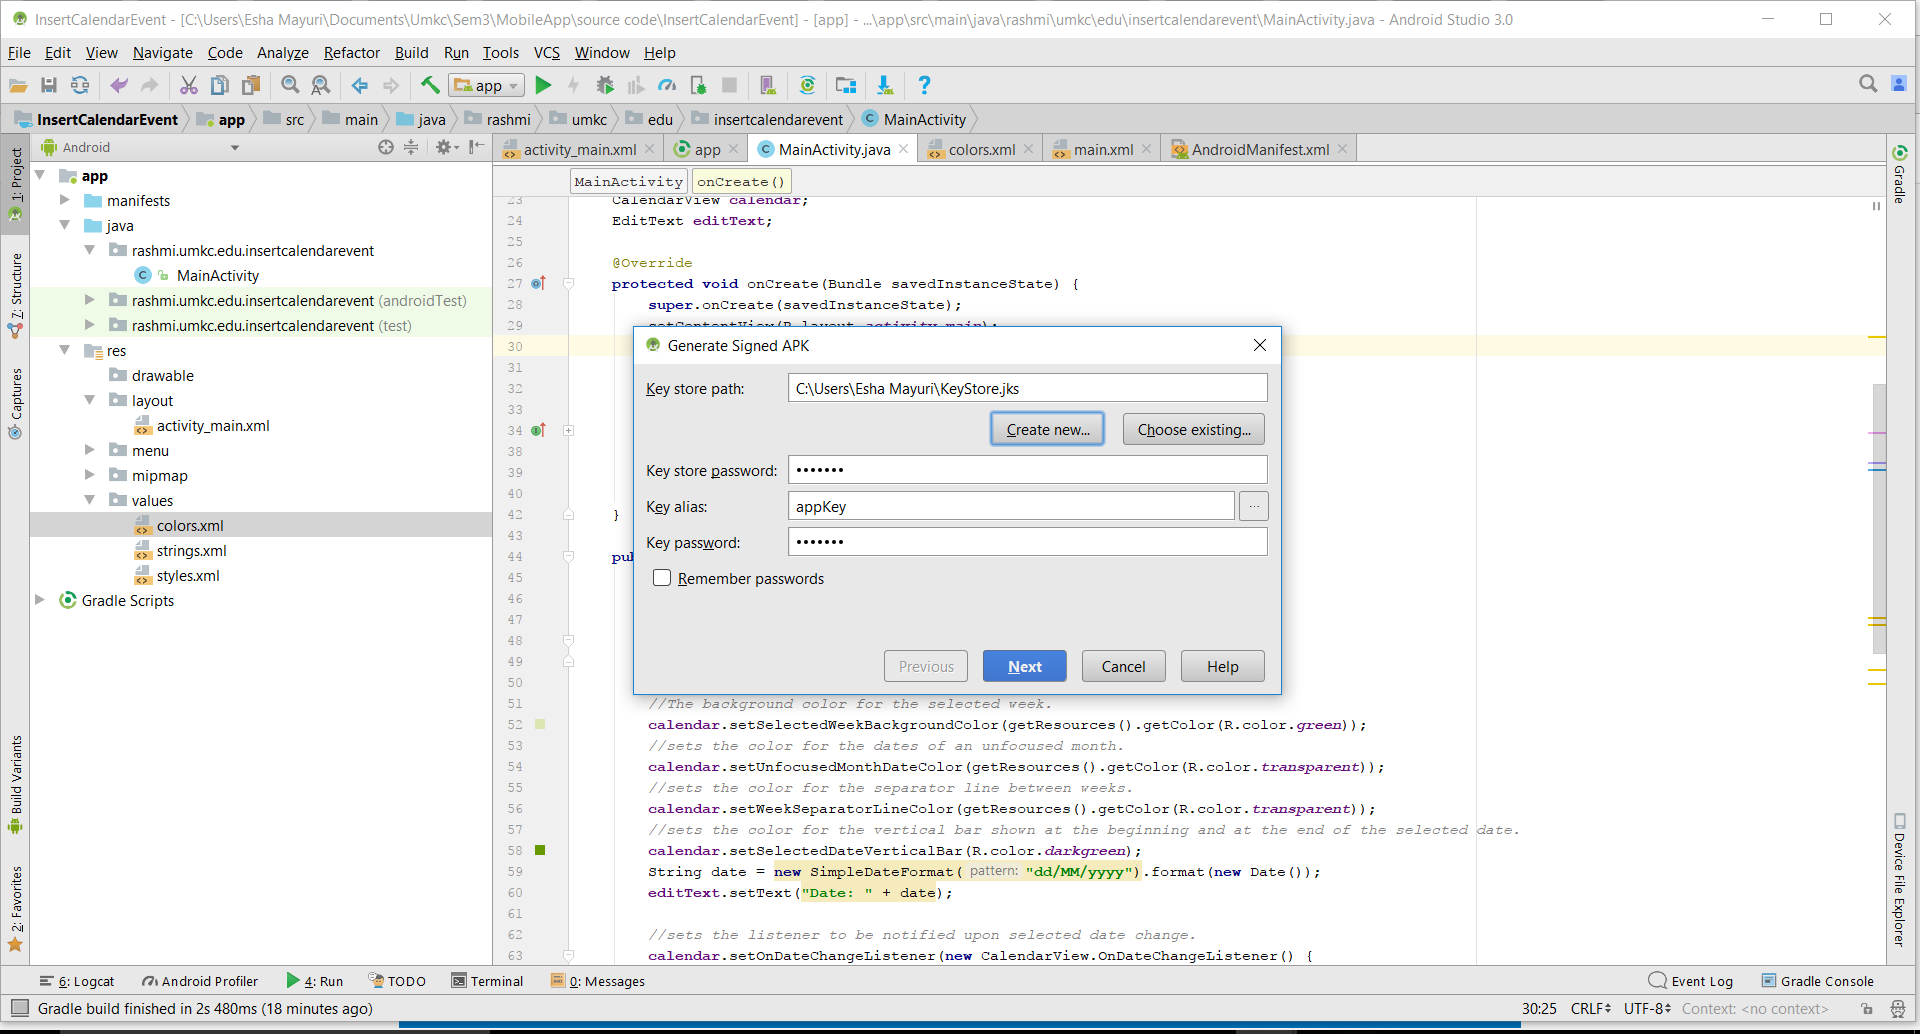 InsertCalendarEvent - [C:\Users\Esha Mayuri\Documents\Umkc\Sem3\MobileApp\source code\InsertCalendarEvent] - [app] - ...\app\src\main\java\rashmi\umkc\edu\insertcalendarevent\MainActivity.java - Android Studio 3.0
File Edit View Navigate Code Analyze Refactor Build Run Tools VCS Window Help
app
InsertCalendarEvent app src main java rashmi umkc edu insertcalendarevent MainActivity
Android
activity_main.xml app MainActivity.java colors.xml main.xml AndroidManifest.xml
MainActivity onCreate()
1: Project
7: Structure
Captures
Build Variants
2: Favorites
app
manifests
java
rashmi.umkc.edu.insertcalendarevent
MainActivity
rashmi.umkc.edu.insertcalendarevent (androidTest)
rashmi.umkc.edu.insertcalendarevent (test)
res
drawable
layout
activity_main.xml
menu
mipmap
values
colors.xml
strings.xml
styles.xml
Gradle Scripts
23 CalendarView calendar;
24 EditText editText;
25
26 @Override
27 protected void onCreate(Bundle savedInstanceState) {
28 super.onCreate(savedInstanceState);
29 setContentView(R.layout.activity_main);
30
31
32
33
34
38
39
40
42 }
43
44 pu
45
46
47
48
49
50
51 //The background color for the selected week.
52 calendar.setSelectedWeekBackgroundColor(getResources().getColor(R.color.green));
53 //sets the color for the dates of an unfocused month.
54 calendar.setUnfocusedMonthDateColor(getResources().getColor(R.color.transparent));
55 //sets the color for the separator line between weeks.
56 calendar.setWeekSeparatorLineColor(getResources().getColor(R.color.transparent));
57 //sets the color for the vertical bar shown at the beginning and at the end of the selected date.
58 calendar.setSelectedDateVerticalBar(R.color.darkgreen);
59 String date = new SimpleDateFormat( pattern: "dd/MM/yyyy").format(new Date());
60 editText.setText("Date: " + date);
61
62 //sets the listener to be notified upon selected date change.
63 calendar.setOnDateChangeListener(new CalendarView.OnDateChangeListener() {
Generate Signed APK
Key store path: C:\Users\Esha Mayuri\KeyStore.jks
Create new... Choose existing...
Key store password: •••••••
Key alias: appKey ...
Key password: •••••••
Remember passwords
Previous Next Cancel Help
Gradle
Device File Explorer
6: Logcat Android Profiler 4: Run TODO Terminal 0: Messages Event Log Gradle Console
Gradle build finished in 2s 480ms (18 minutes ago) 30:25 CRLF UTF-8 Context: <no context>